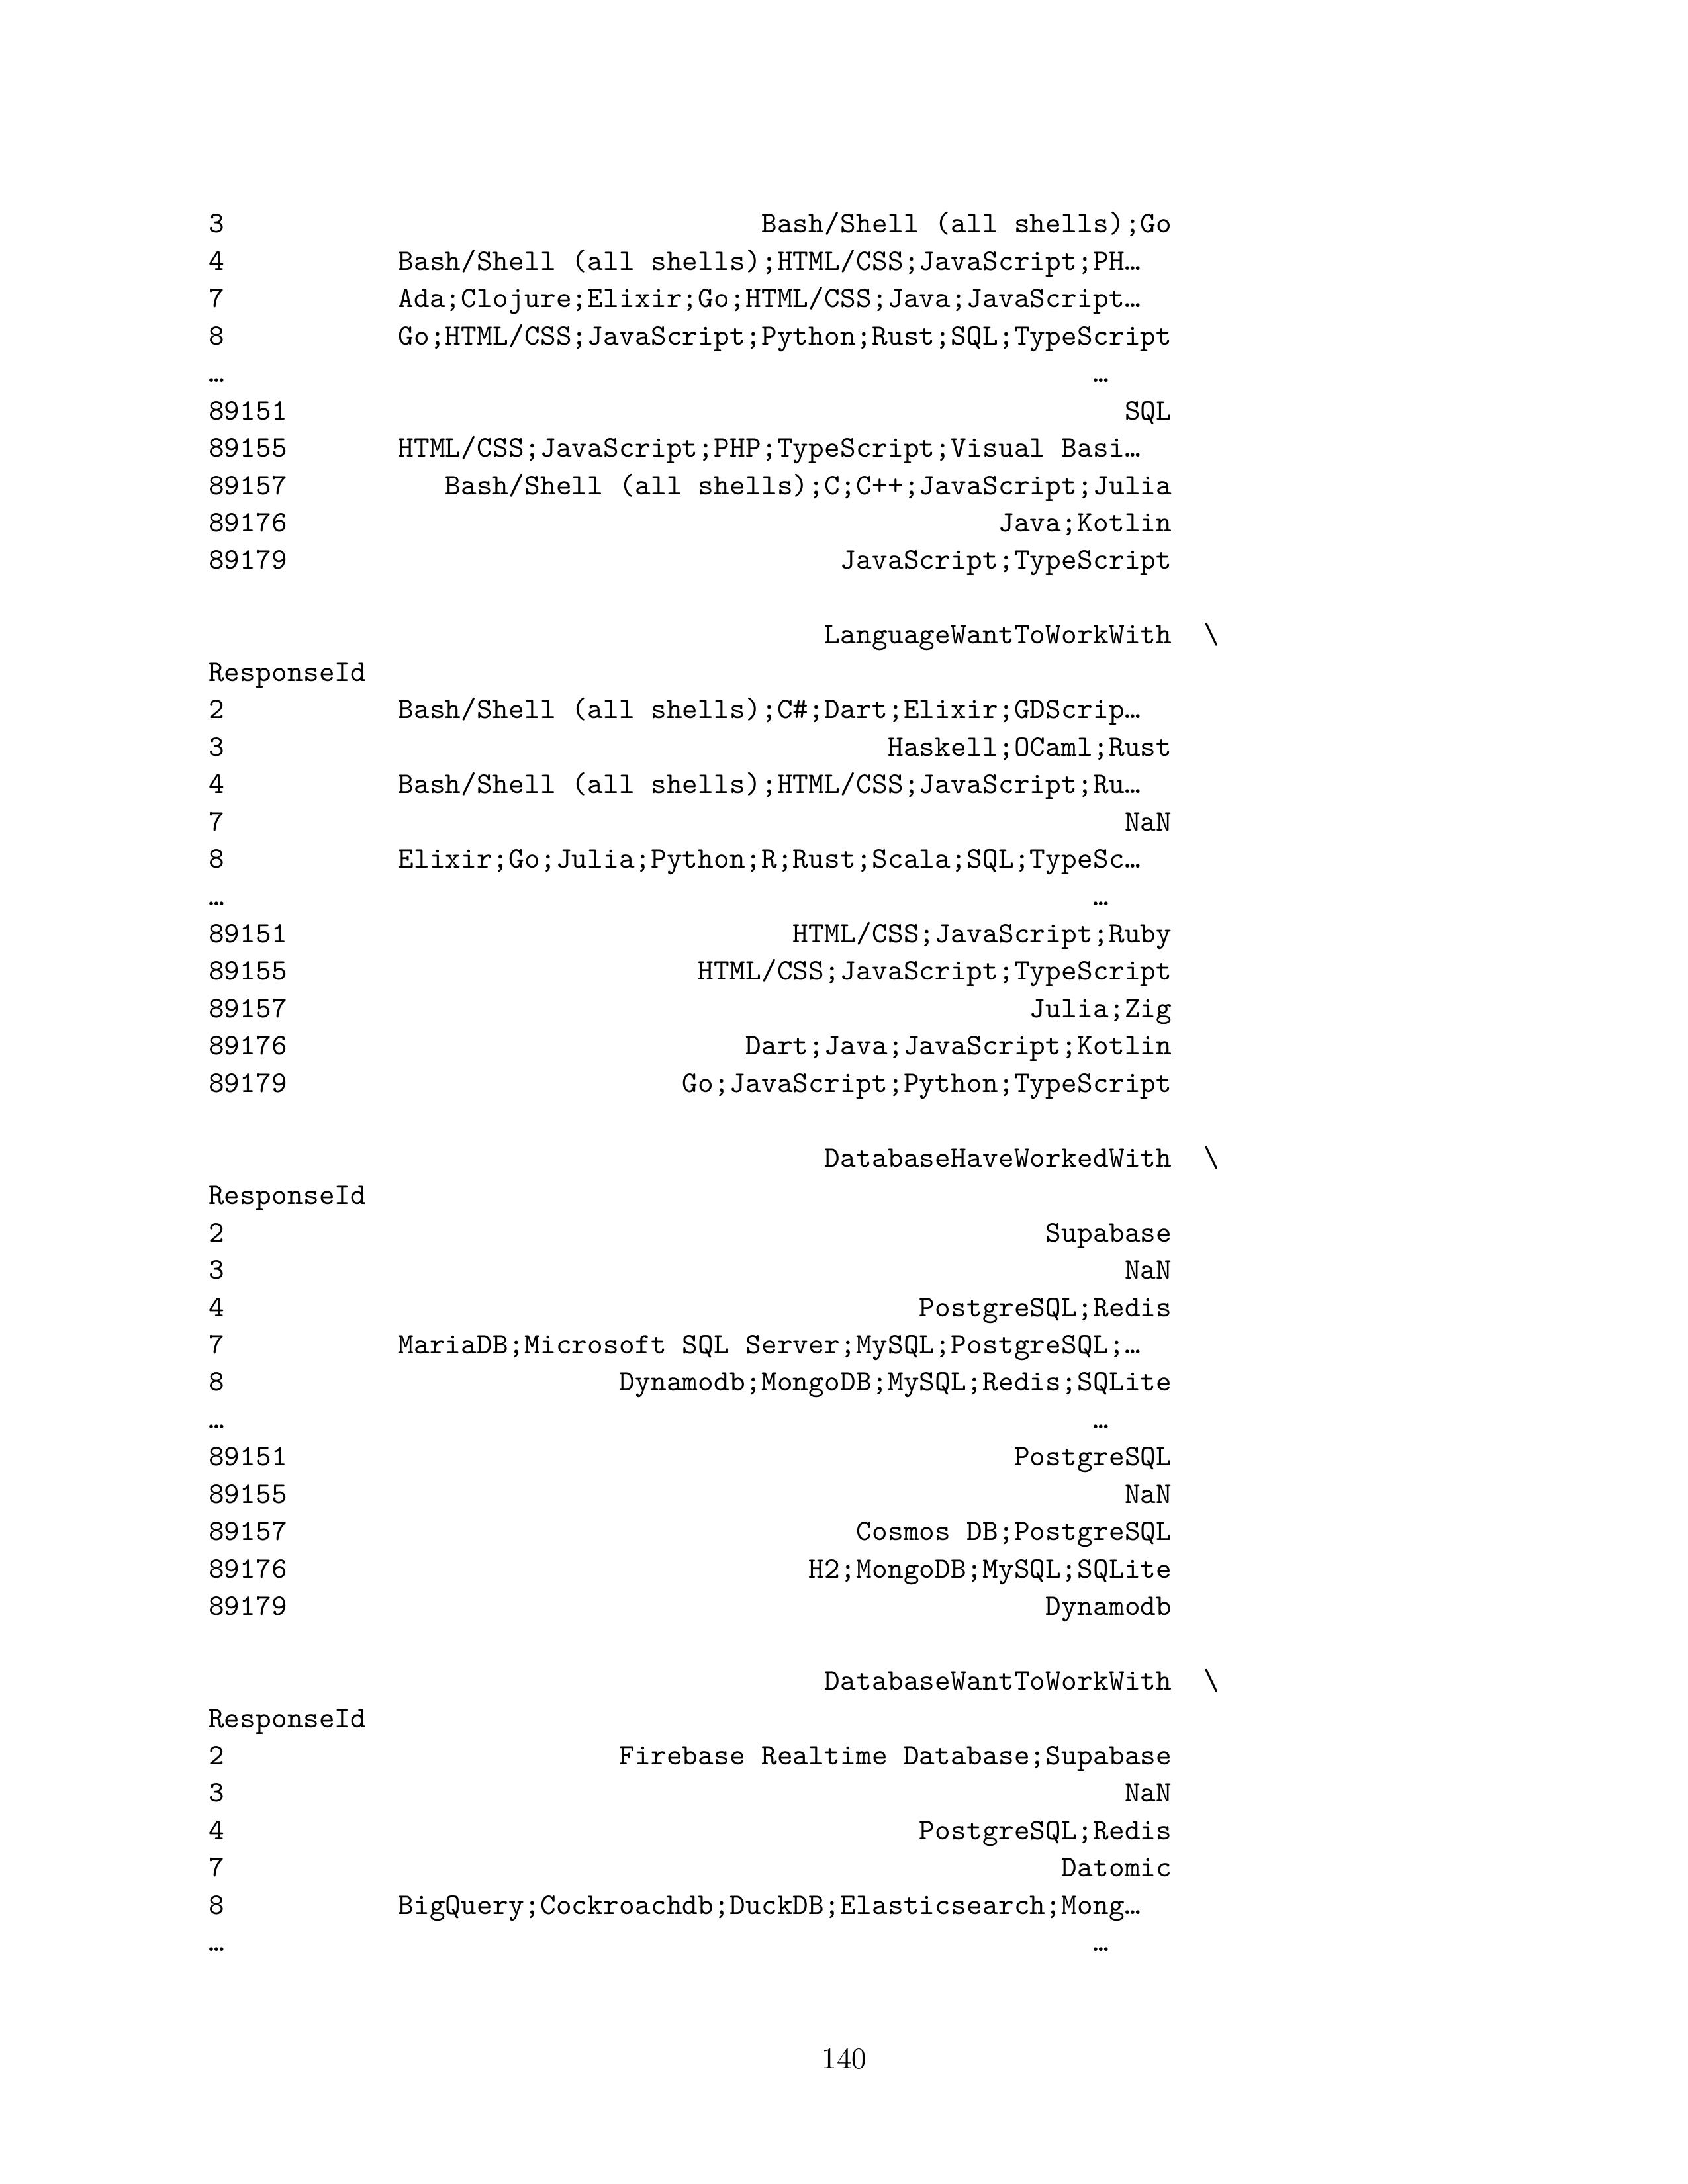 3 Bash/Shell (all shells);Go
4 Bash/Shell (all shells);HTML/CSS;JavaScript;PH…
7 Ada;Clojure;Elixir;Go;HTML/CSS;Java;JavaScript…
8 Go;HTML/CSS;JavaScript;Python;Rust;SQL;TypeScript
… …
89151 SQL
89155 HTML/CSS;JavaScript;PHP;TypeScript;Visual Basi…
89157 Bash/Shell (all shells);C;C++;JavaScript;Julia
89176 Java;Kotlin
89179 JavaScript;TypeScript
LanguageWantToWorkWith \
ResponseId
2 Bash/Shell (all shells);C#;Dart;Elixir;GDScrip…
3 Haskell;OCaml;Rust
4 Bash/Shell (all shells);HTML/CSS;JavaScript;Ru…
7 NaN
8 Elixir;Go;Julia;Python;R;Rust;Scala;SQL;TypeSc…
… …
89151 HTML/CSS;JavaScript;Ruby
89155 HTML/CSS;JavaScript;TypeScript
89157 Julia;Zig
89176 Dart;Java;JavaScript;Kotlin
89179 Go;JavaScript;Python;TypeScript
DatabaseHaveWorkedWith \
ResponseId
2 Supabase
3 NaN
4 PostgreSQL;Redis
7 MariaDB;Microsoft SQL Server;MySQL;PostgreSQL;…
8 Dynamodb;MongoDB;MySQL;Redis;SQLite
… …
89151 PostgreSQL
89155 NaN
89157 Cosmos DB;PostgreSQL
89176 H2;MongoDB;MySQL;SQLite
89179 Dynamodb
DatabaseWantToWorkWith \
ResponseId
2 Firebase Realtime Database;Supabase
3 NaN
4 PostgreSQL;Redis
7 Datomic
8 BigQuery;Cockroachdb;DuckDB;Elasticsearch;Mong…
… …
140